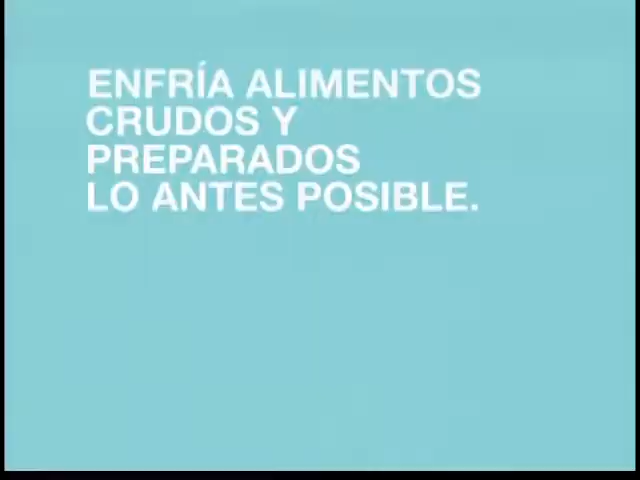 ENFRÍA ALIMENTOS
CRUDOS Y
PREPARADOS
LO ANTES POSIBLE.